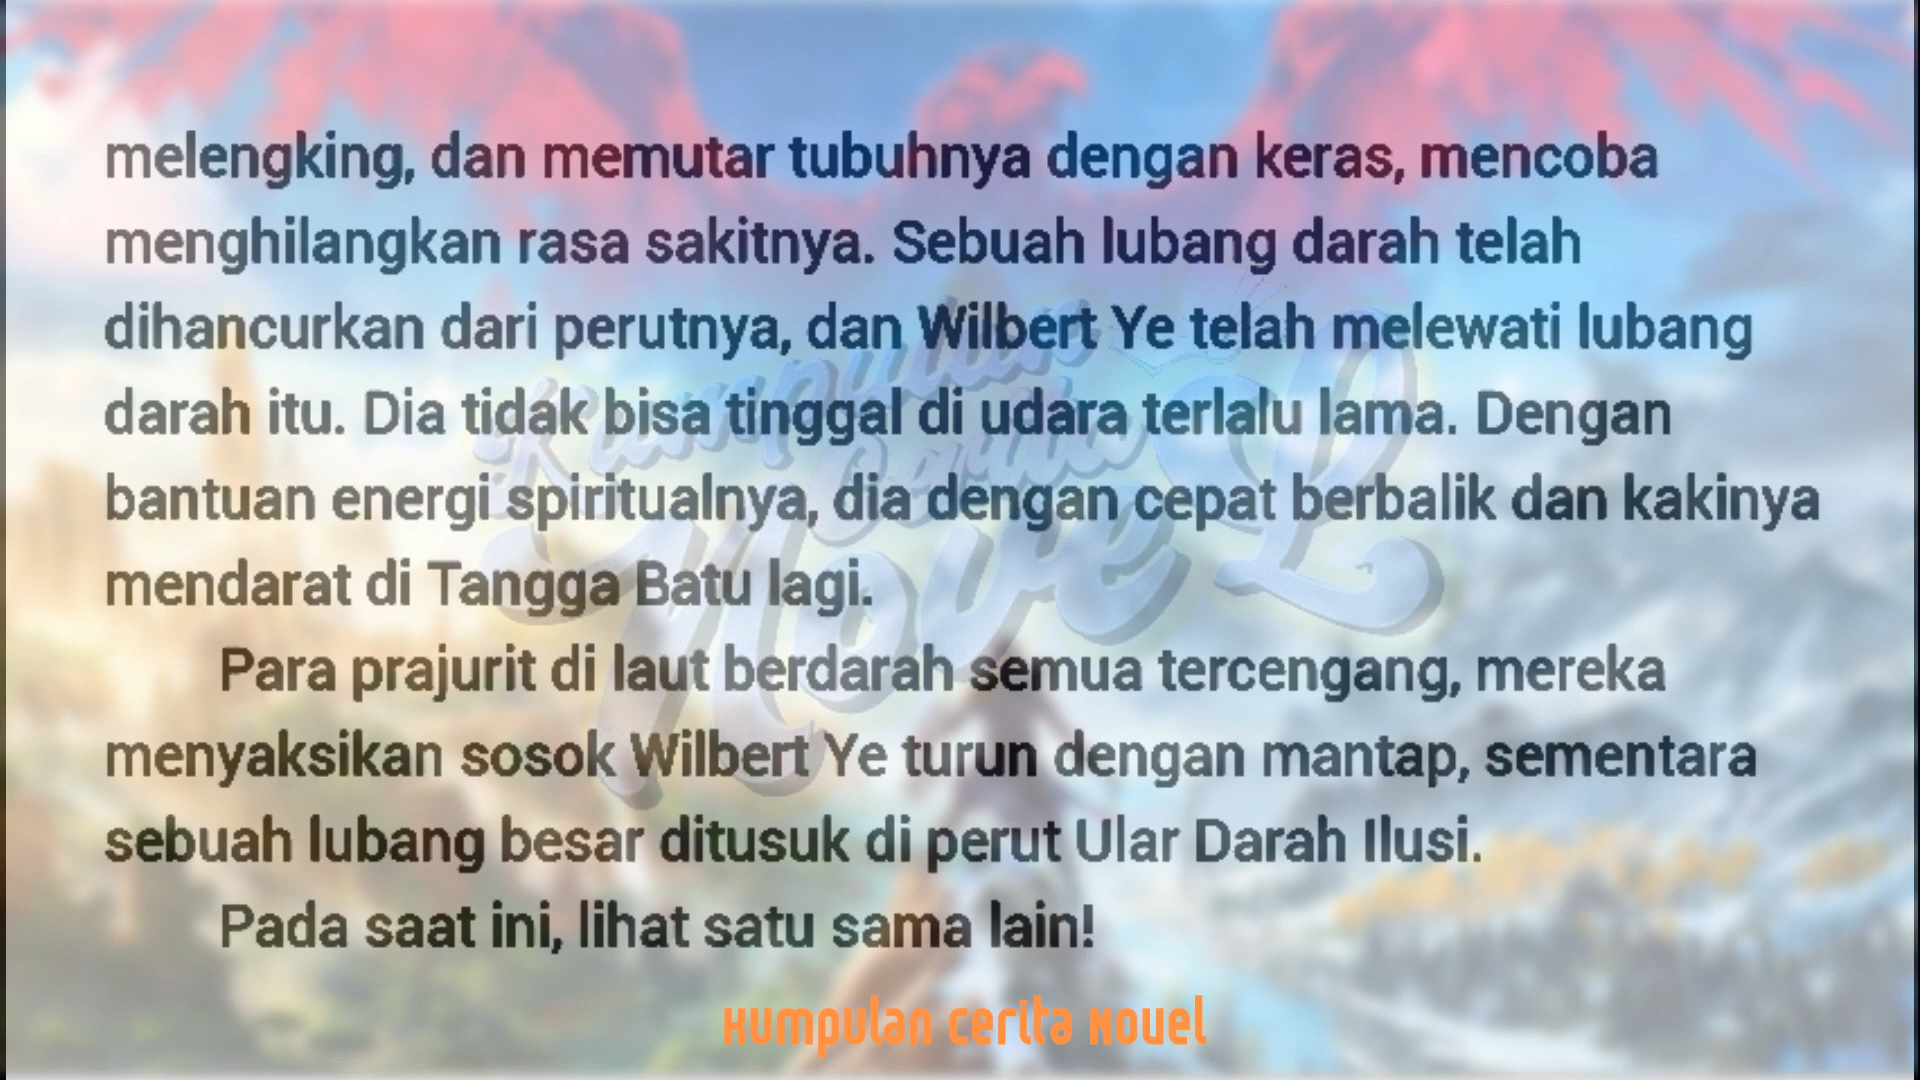 melengking, dan memutar tubuhnya dengan keras, mencoba
menghilangkan rasa sakitnya. Sebuah lubang darah telah
dihancurkan dari perutnya, dan Wilbert Ye telah melewati lubang
darah itu. Dia tidak bisa tinggal di udara terlalu lama. Dengan
bantuan energi spiritualnya, dia dengan cepat berbalik dan kakinya
mendarat di Tangga Batu lagi.
Para prajurit di laut berdarah semua tercengang, mereka
menyaksikan sosok Wilbert Ye turun dengan mantap, sementara
sebuah lubang besar ditusuk di perut Ular Darah Ilusi.
Pada saat ini, lihat satu sama lain!
Kumpulan Cerita Novel
Kumpulan Cerita Novel